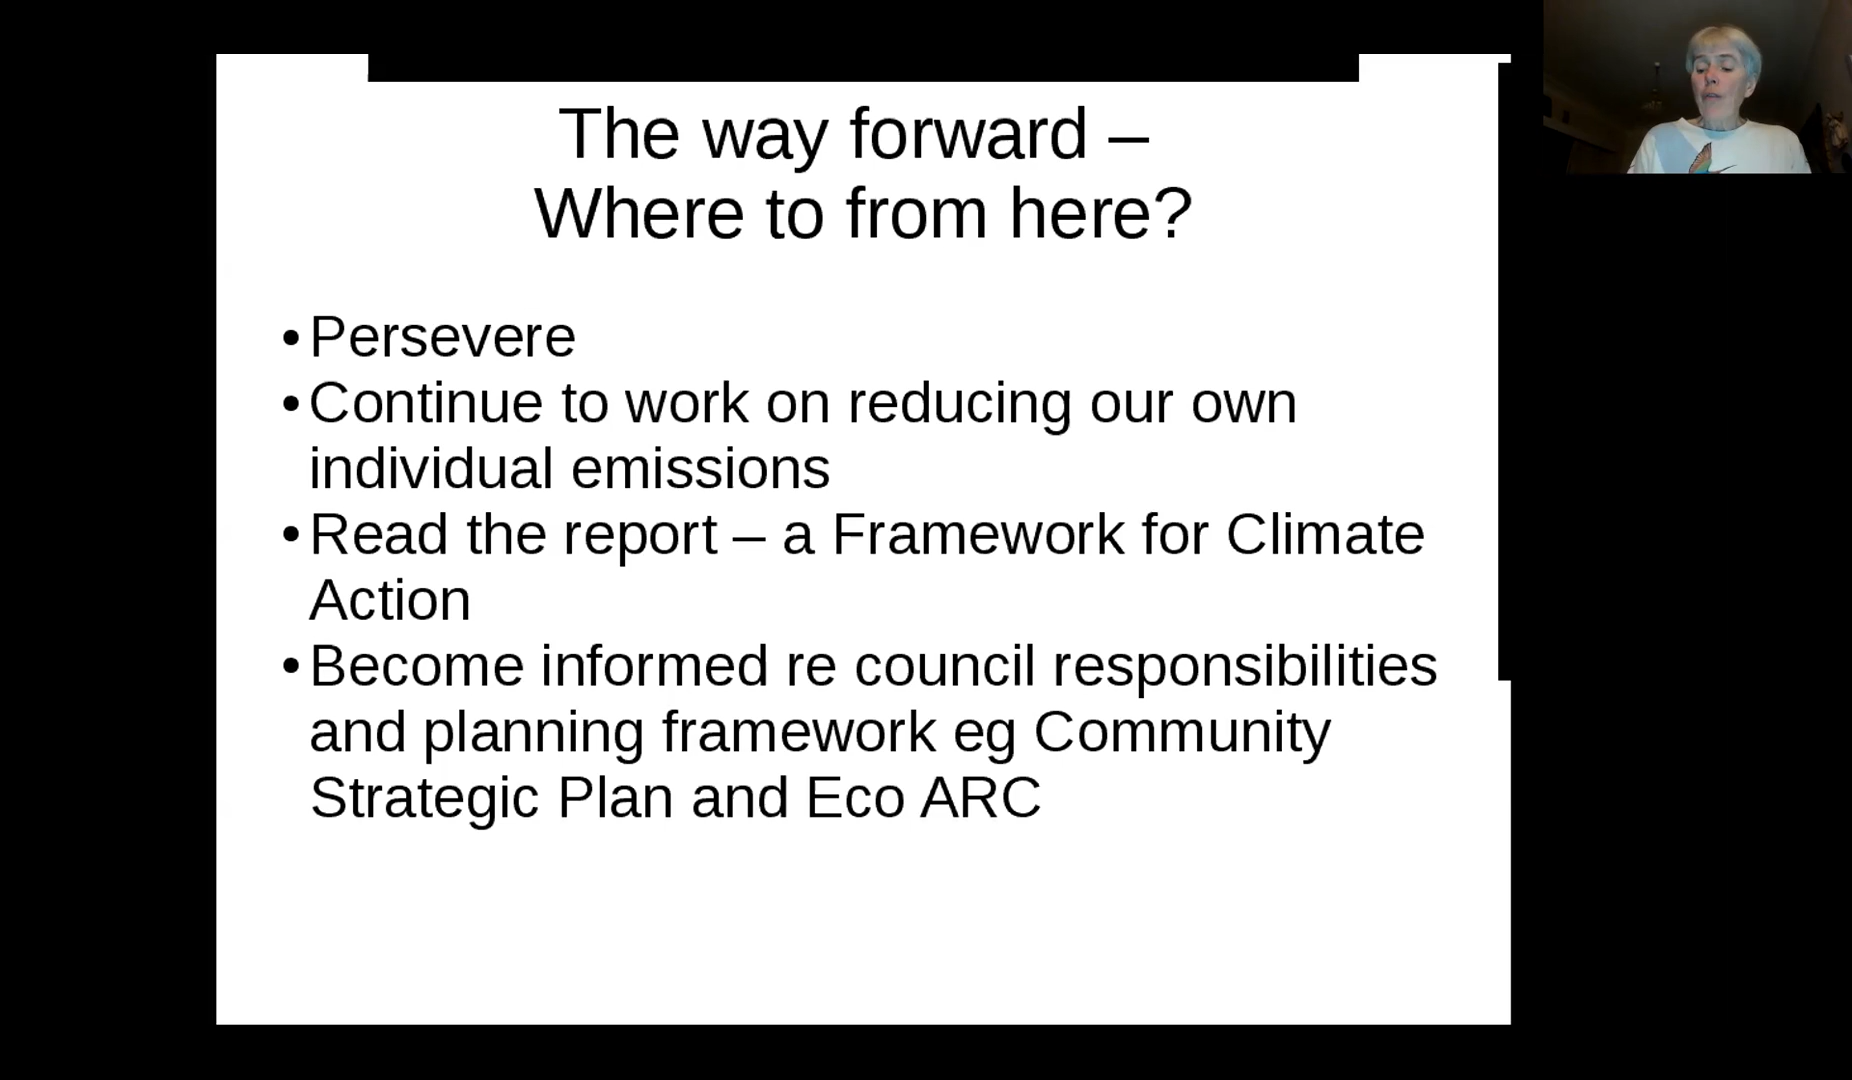 The way forward –
Where to from here?
• Persevere
• Continue to work on reducing our own
individual emissions
• Read the report – a Framework for Climate
Action
• Become informed re council responsibilities
and planning framework eg Community
Strategic Plan and Eco ARC